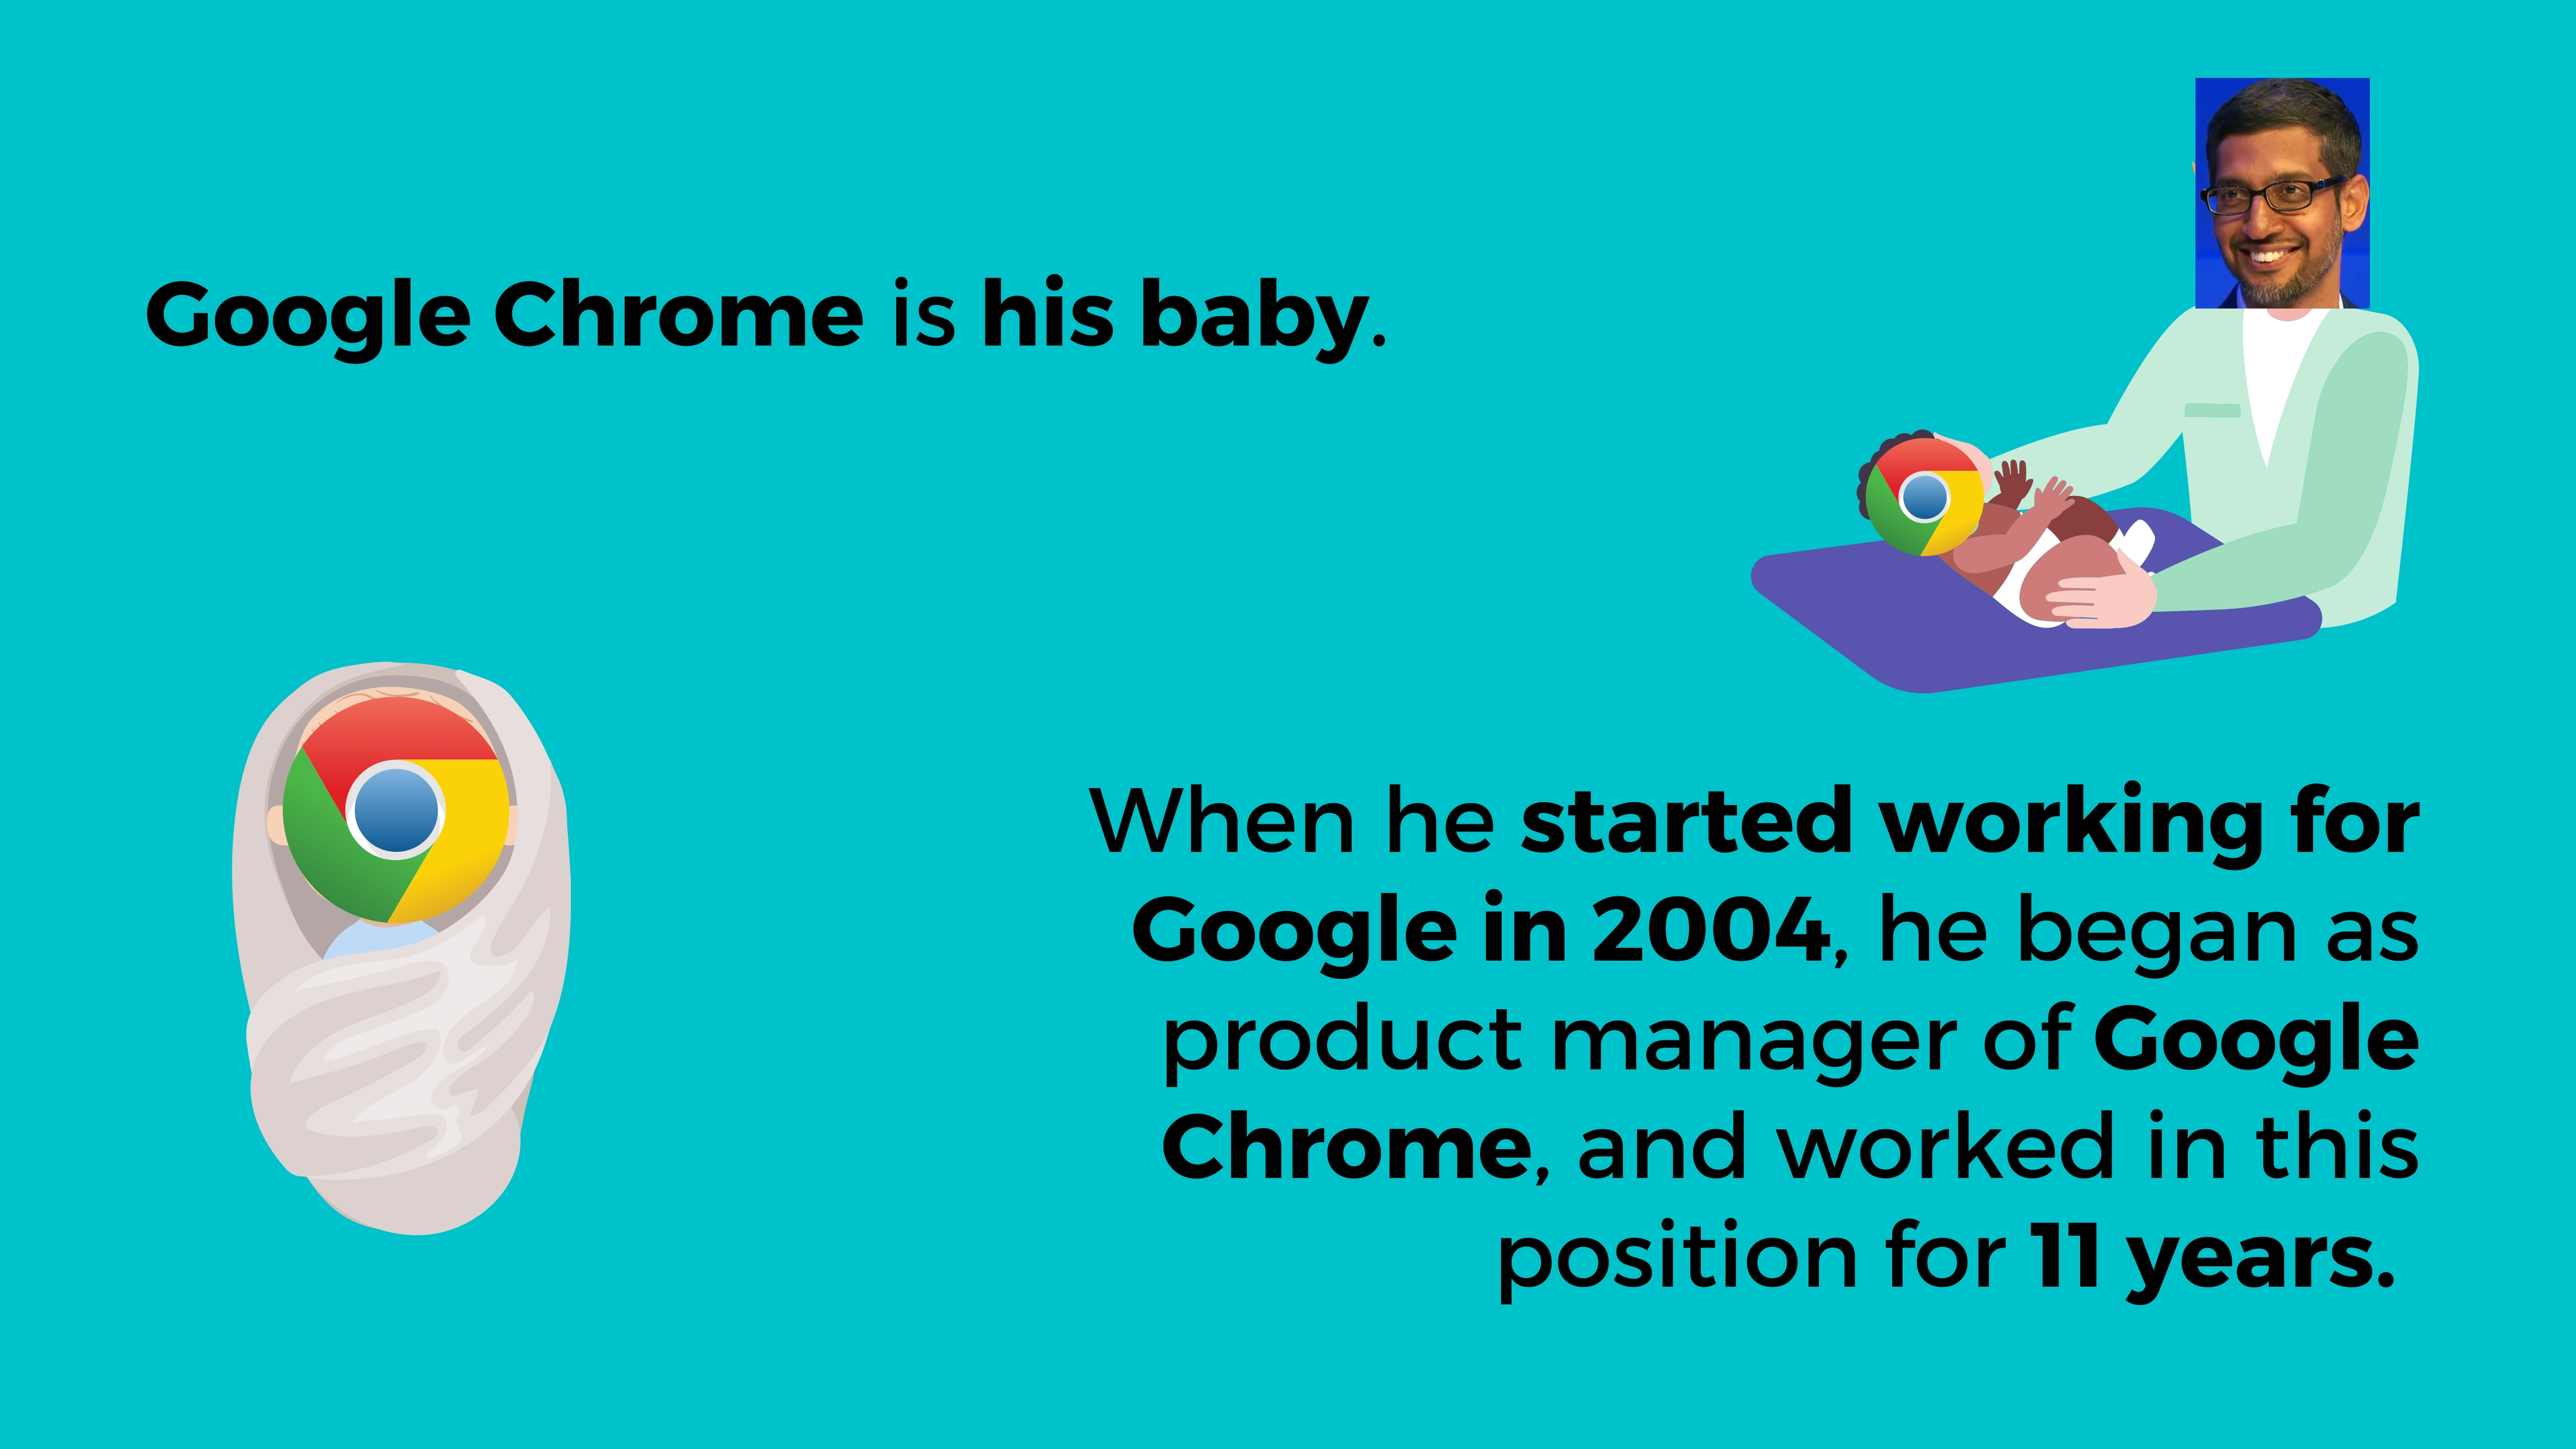 Google Chrome is his baby.
When he started working for
Google in 2004, he began as
product manager of Google
Chrome, and worked in this
position for 11 years.